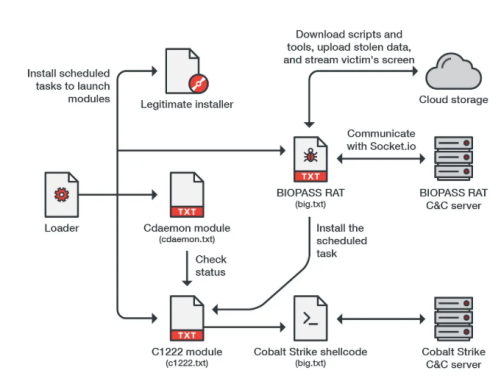 Download scripts and
tools, upload stolen data,
and stream victim's screen
Install scheduled
tasks to launch
modules
Legitimate installer
Cloud storage
Communicate
with Socket.io
TXT
BIOPASS RAT
(big.txt)
BIOPASS RAT
C&C server
Loader
TXT
Cdaemon module
(cdaemon.txt)
Install the
scheduled
task
Check
status
TXT
C1222 module
(c1222.txt)
Cobalt Strike shellcode
(big.txt)
Cobalt Strike
C&C server